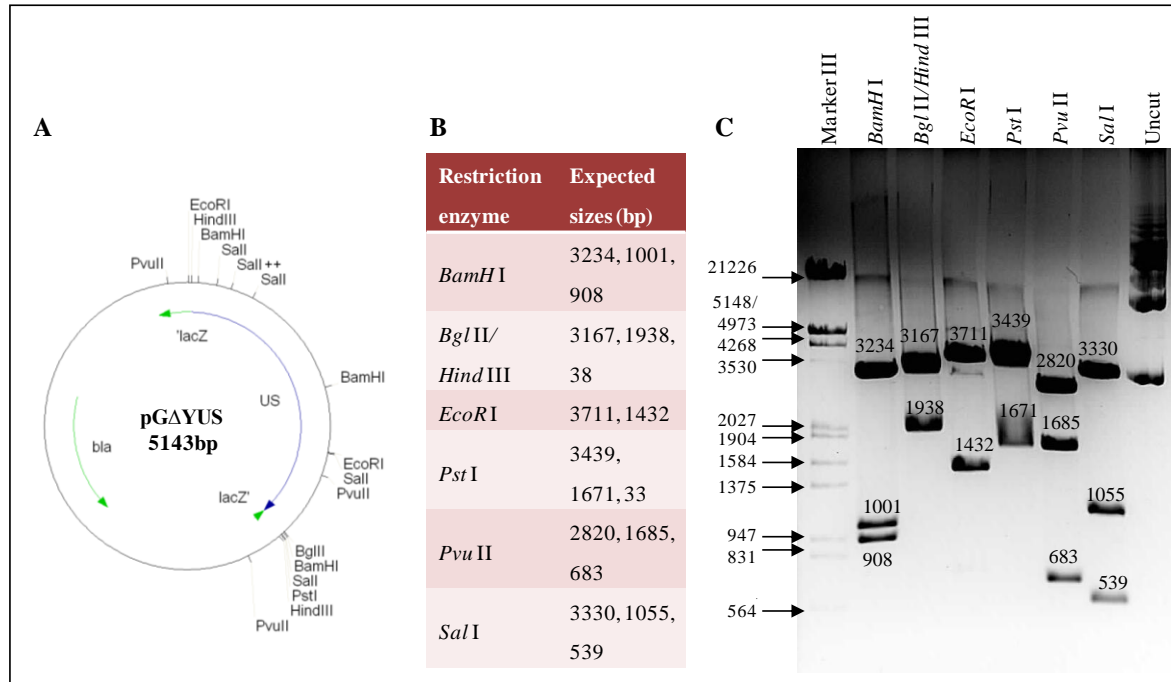 A
EcoRI
HindIII
BamHI
SalI
SalI ++
SalI
PvuII
'lacZ
BamHI
US
pGΔYUS
5143bp
bla
EcoRI
SalI
PvuII
lacZ'
BglII
BamHI
SalI
PstI
HindIII
PvuII
B
Restriction enzyme
Expected sizes (bp)
BamH I
3234, 1001,
908
Bgl II/
Hind III
3167, 1938,
38
EcoR I
3711, 1432
Pst I
3439,
1671, 33
Pvu II
2820, 1685,
683
Sal I
3330, 1055,
539
C
Marker III
BamH I
Bgl II/Hind III
EcoR I
Pst I
Pvu II
Sal I
Uncut
21226
5148/
4973
4268
3530
2027
1904
1584
1375
947
831
564
3234
1001
908
3167
1938
3711
1432
3439
1671
2820
1685
683
3330
1055
539